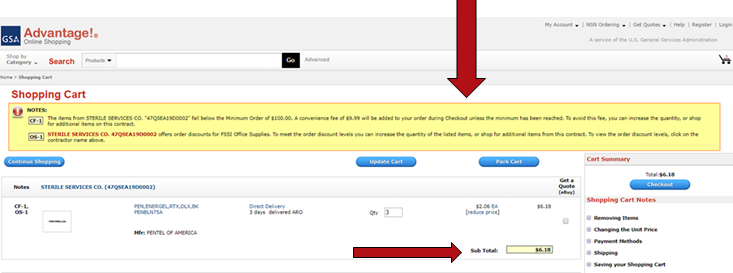 My Account | NSN Ordering | Get Quotes | Help | Register | Login
GSA Advantage!®
Online Shopping
A service of the U.S. General Services Administration
Shop by Category
Search
Products
Go
Advanced
Home > Shopping Cart
Shopping Cart
NOTES:
CF-1 The items from STERILE SERVICES CO. "47QSEA19D0002" fall below the Minimum Order of $100.00. A convenience fee of $9.99 will be added to your order during Checkout unless the minimum has been reached. To avoid this fee, you can increase the quantity, or shop
for additional items on this contract.
OS-1 STERILE SERVICES CO. 47QSEA19D0002 offers order discounts for FSSI Office Supplies. To meet the order discount levels you can increase the quantity of the listed items, or shop for additional items from this contract. To view the order discount levels, click on the
contractor name above.
Continue Shopping
Update Cart
Park Cart
Notes STERILE SERVICES CO. (47QSEA19D0002)
Get a
Quote
(eBuy)
CF-1,
OS-1
PEN,ENERGEL,RTX,DLX,BK
PENBLN75A
Mfr: PENTEL OF AMERICA
Direct Delivery
3 days delivered ARO
Qty 3
$2.06 EA
[reduce price]
$6.18
Sub Total: $6.18
Cart Summary
Total:$6.18
Checkout
Shopping Cart Notes
Removing Items
Changing the Unit Price
Payment Methods
Shipping
Saving your Shopping Cart